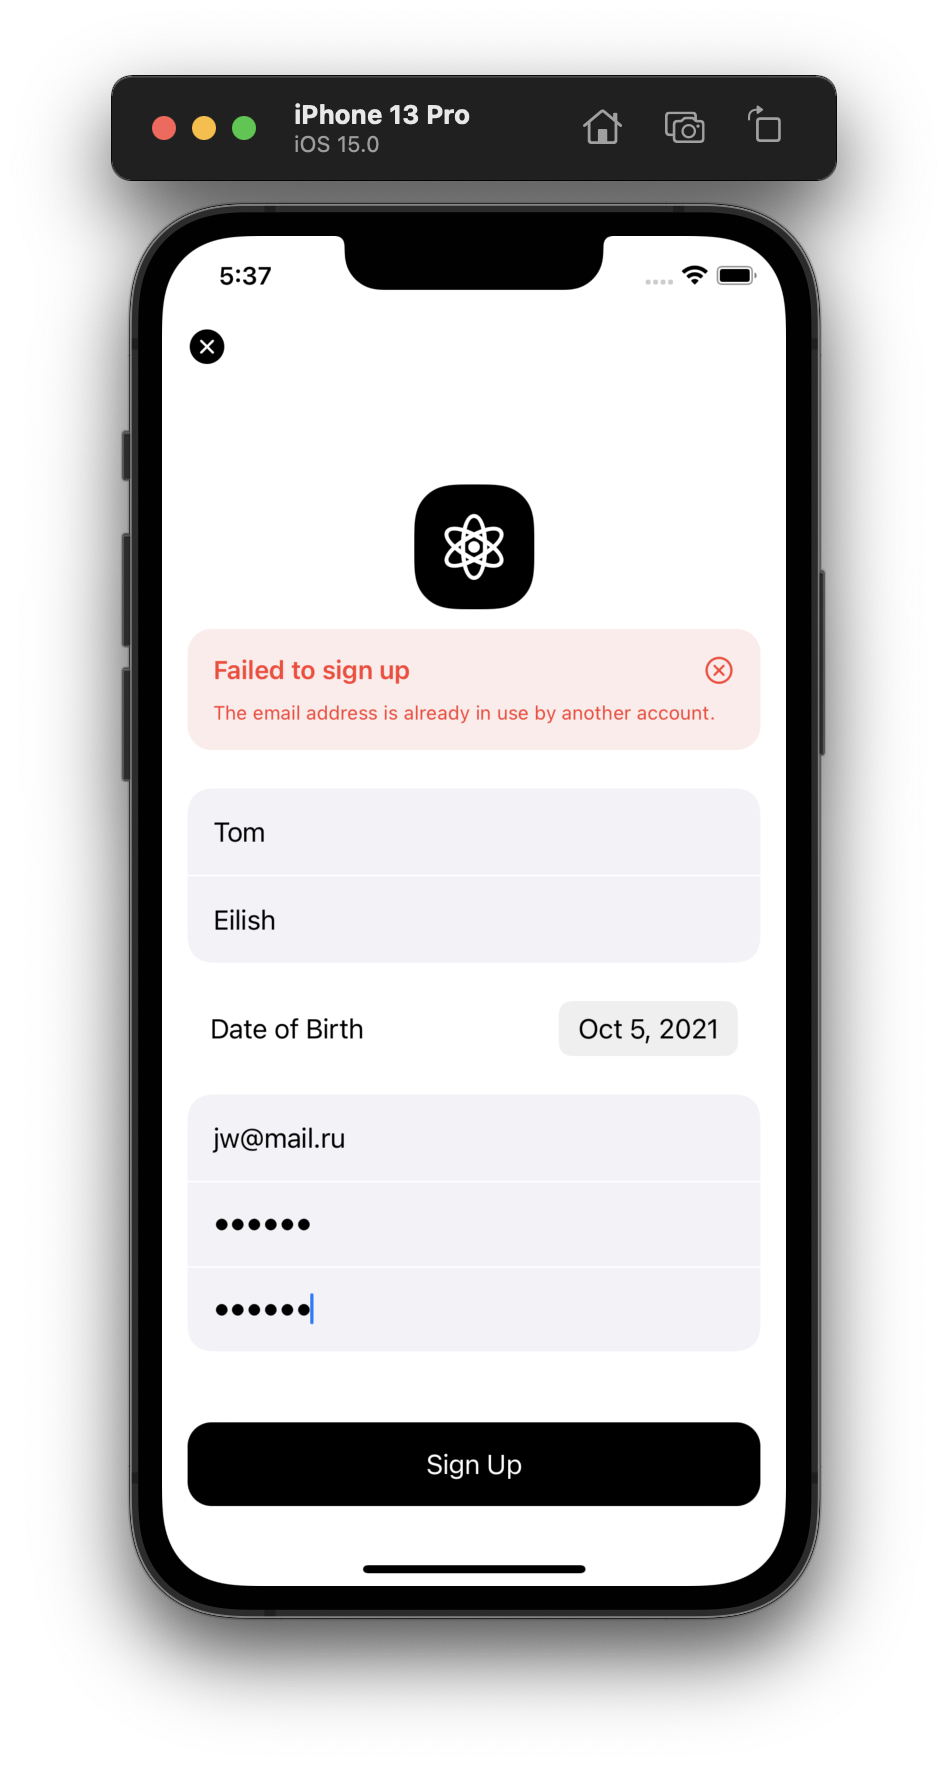 iPhone 13 Pro
iOS 15.0
5:37
Failed to sign up
The email address is already in use by another account.
Tom
Eilish
Date of Birth
Oct 5, 2021
jw@mail.ru
••••••
••••••
Sign Up